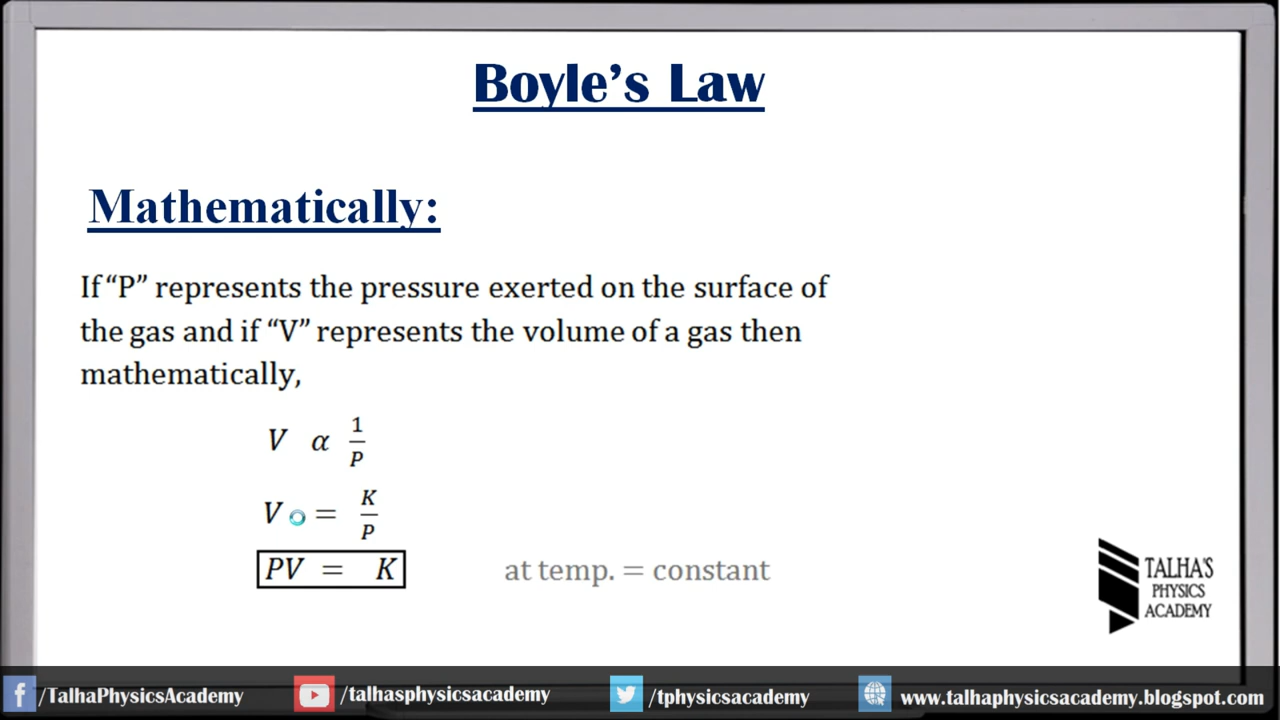 Boyle’s Law
Mathematically:
If “P” represents the pressure exerted on the surface of
the gas and if “V” represents the volume of a gas then
mathematically,
V α 1/P
V = K/P
PV = K at temp. = constant
TALHA'S
PHYSICS
ACADEMY
/TalhaPhysicsAcademy /talhasphysicsacademy /tphysicsacademy www.talhaphysicsacademy.blogspot.com